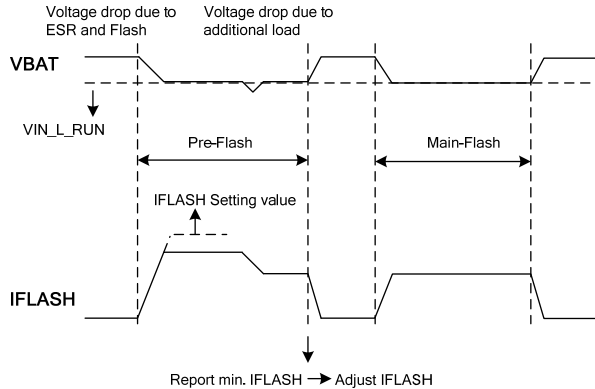 Voltage drop due to
ESR and Flash
Voltage drop due to
additional load
VBAT
VIN_L_RUN
Pre-Flash
Main-Flash
IFLASH Setting value
IFLASH
Report min. IFLASH → Adjust IFLASH